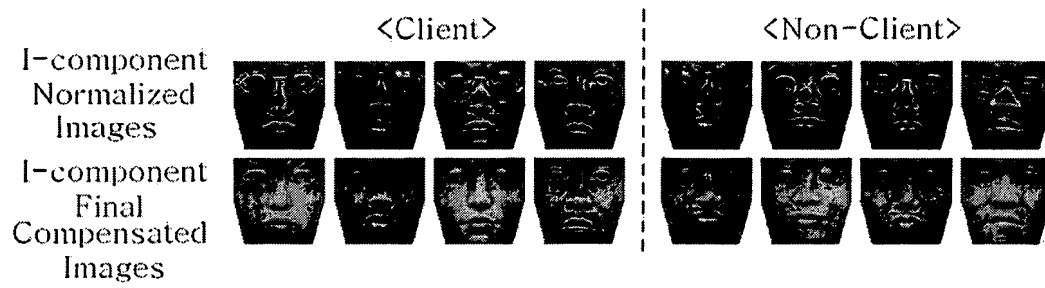 <Client>
<Non-Client>
I-component
Normalized
Images
I-component
Final
Compensated
Images